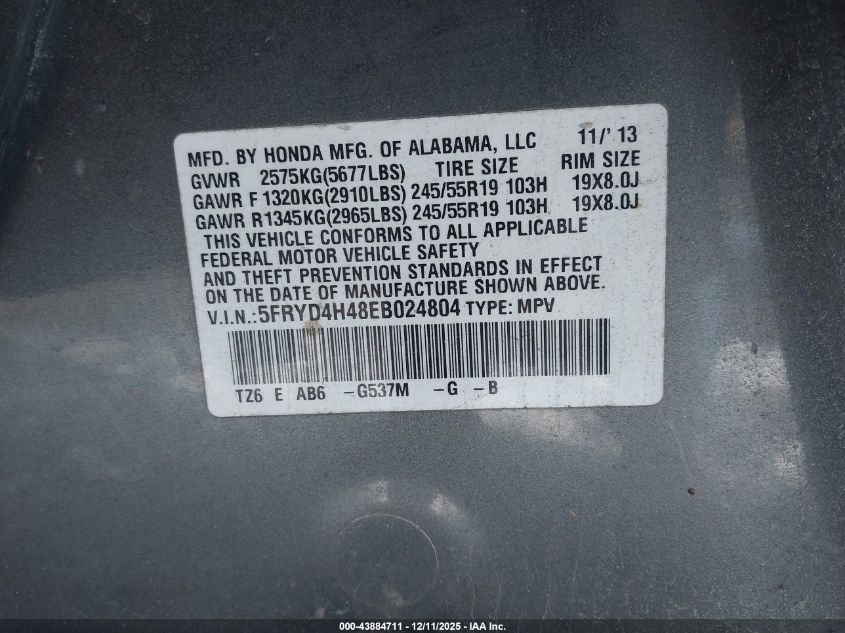 MFD. BY HONDA MFG. OF ALABAMA, LLC 11/' 13
GVWR 2575KG(5677LBS) TIRE SIZE RIM SIZE
GAWR F 1320KG(2910LBS) 245/55R19 103H 19X8.0J
GAWR R1345KG(2965LBS) 245/55R19 103H 19X8.0J
THIS VEHICLE CONFORMS TO ALL APPLICABLE
FEDERAL MOTOR VEHICLE SAFETY
AND THEFT PREVENTION STANDARDS IN EFFECT
ON THE DATE OF MANUFACTURE SHOWN ABOVE.
V.I.N.:5FRYD4H48EB024804 TYPE: MPV
TZ6 E AB6 -G537M -G -B
000-43884711 - 12/11/2025 - IAA Inc.